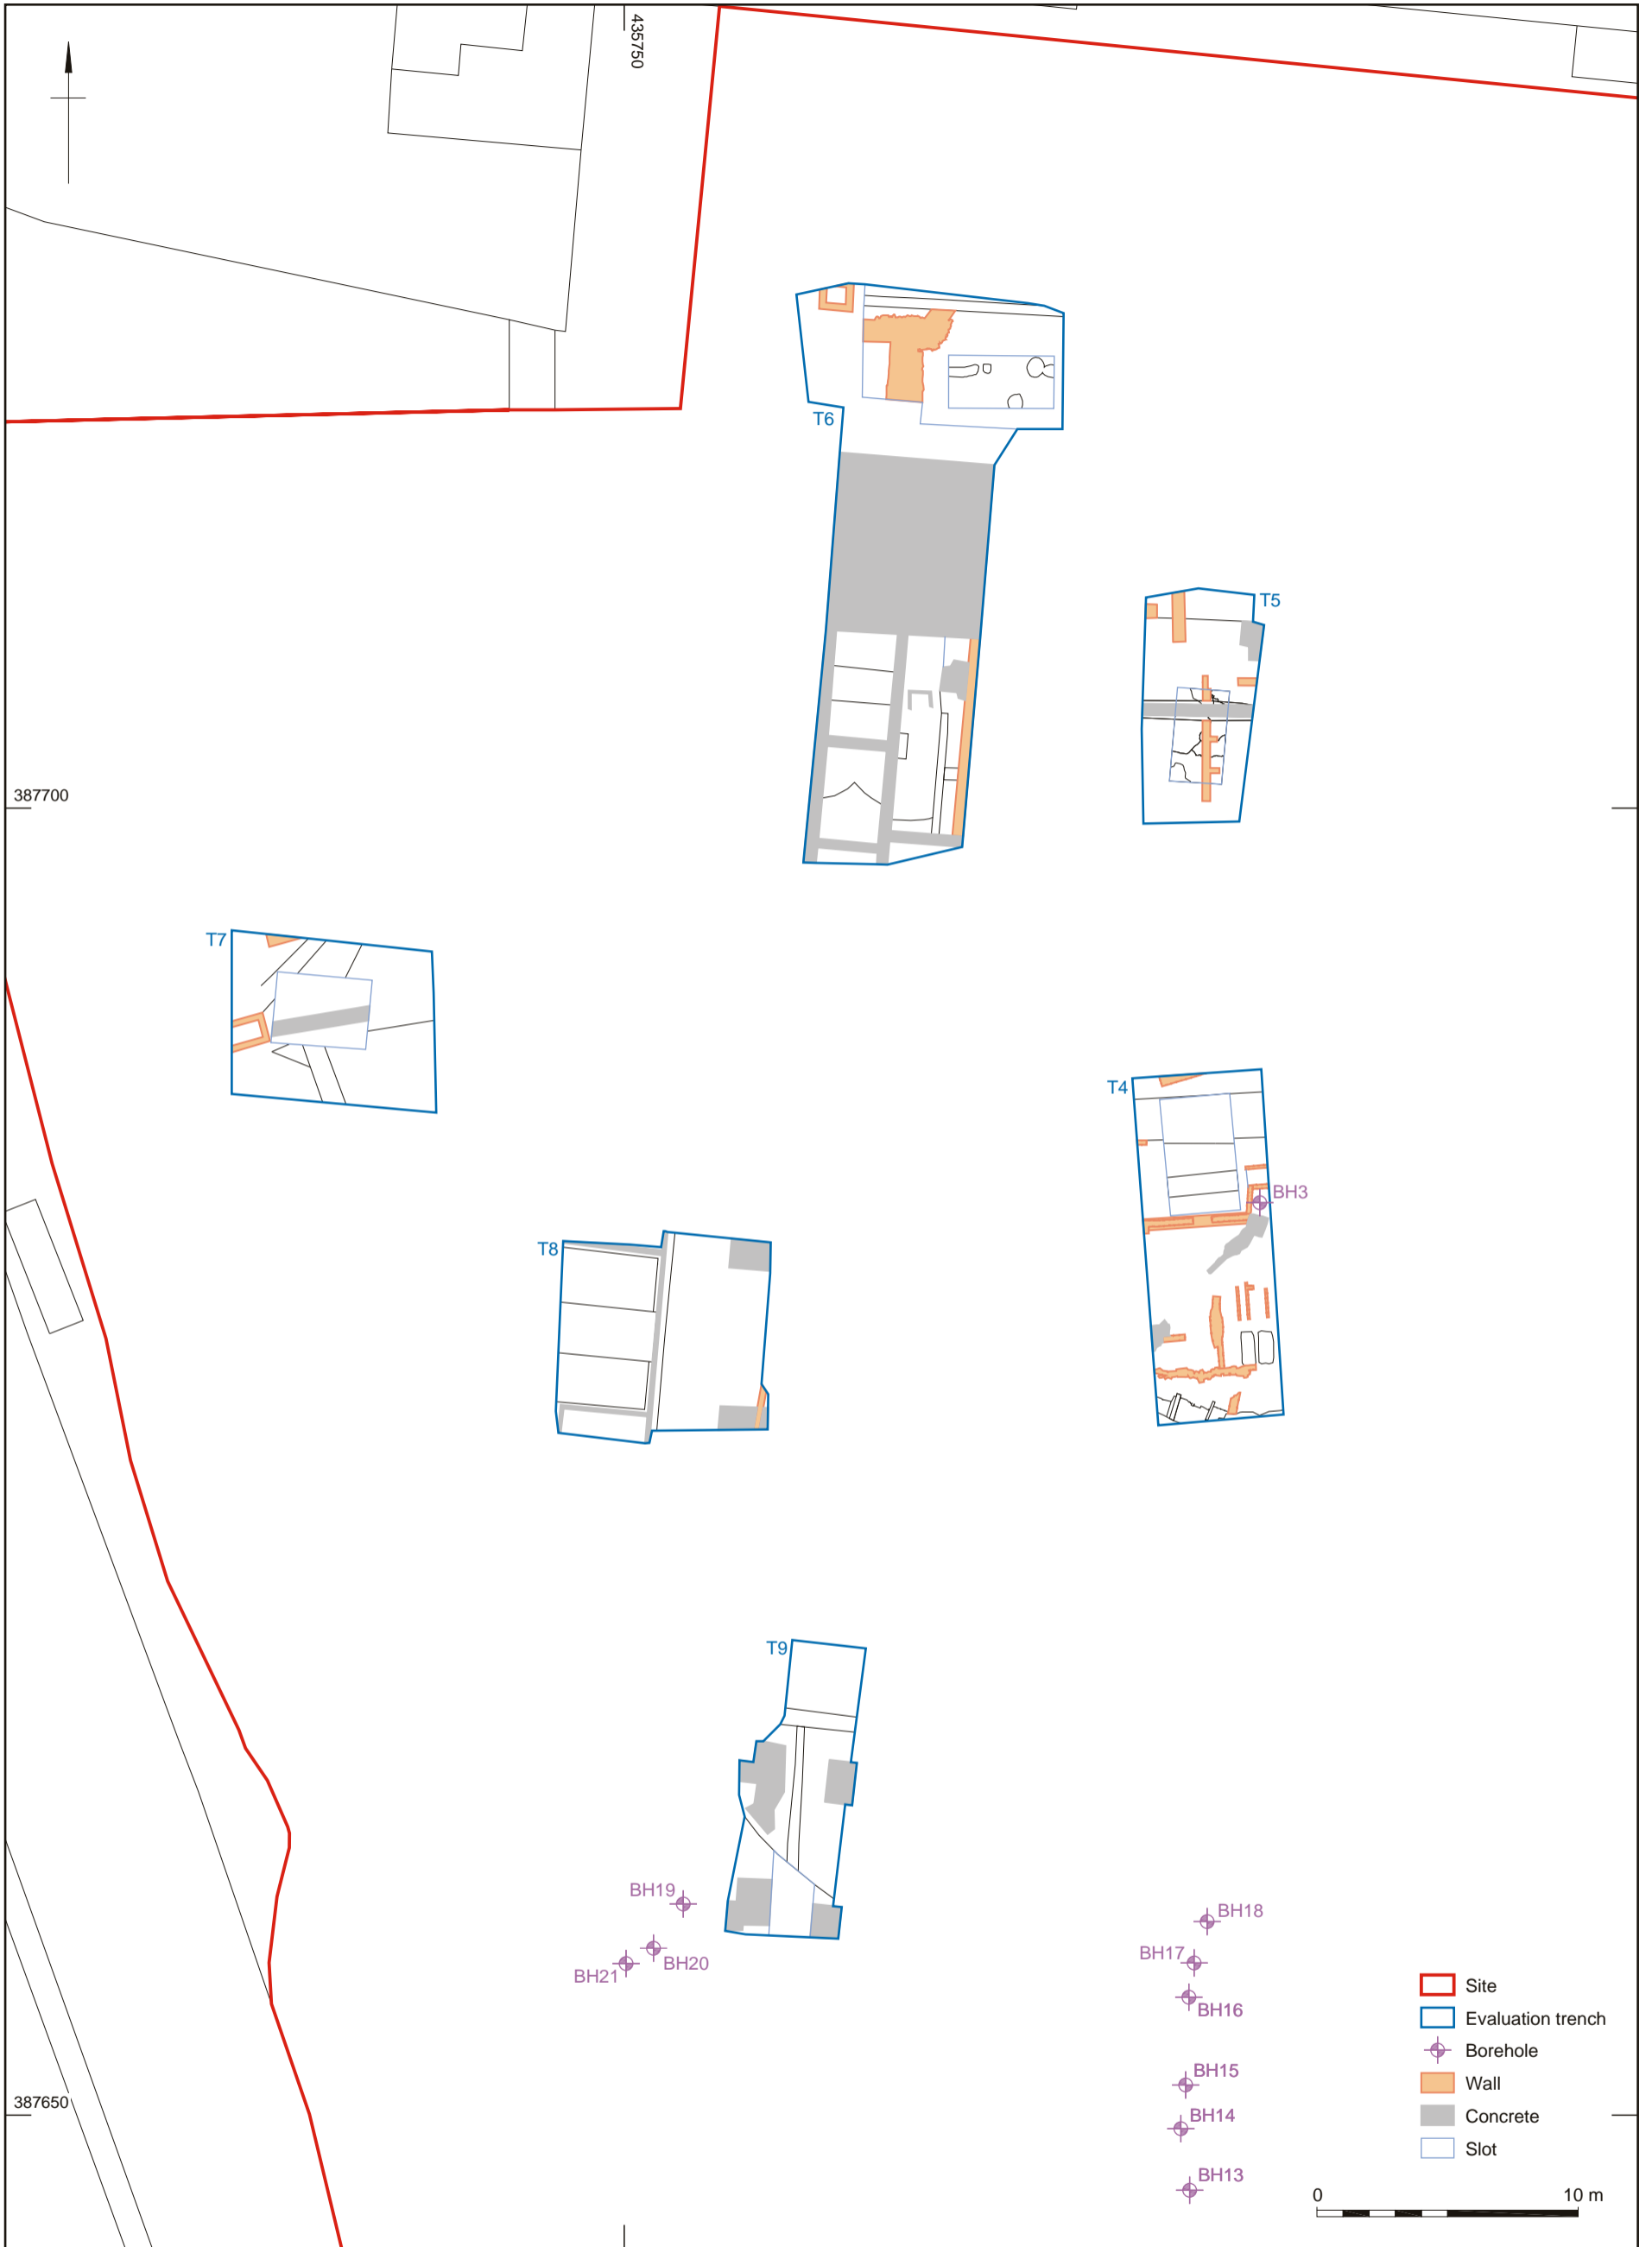 435750
T6
T5
387700
T7
T4
BH3
T8
T9
BH19
BH18
BH17
BH20
BH21
BH16
BH15
BH14
BH13
387650
Site
Evaluation trench
Borehole
Wall
Concrete
Slot
0 10 m